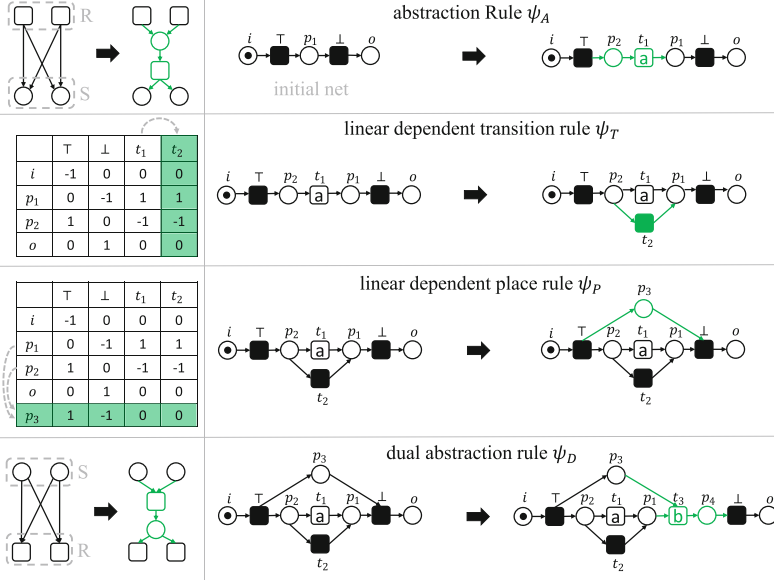 abstraction Rule ψ_A
R
S
i ⊤ p₁ ⊥ o
initial net
i ⊤ p₂ t₁ p₁ ⊥ o
a
linear dependent transition rule ψ_T
⊤ ⊥ t₁ t₂
i -1 0 0 0
p₁ 0 -1 1 1
p₂ 1 0 -1 -1
o 0 1 0 0
i ⊤ p₂ t₁ p₁ ⊥ o
a
i ⊤ p₂ t₁ p₁ ⊥ o
a
t₂
linear dependent place rule ψ_P
⊤ ⊥ t₁ t₂
i -1 0 0 0
p₁ 0 -1 1 1
p₂ 1 0 -1 -1
o 0 1 0 0
p₃ 1 -1 0 0
i ⊤ p₂ t₁ p₁ ⊥ o
a
t₂
p₃
i ⊤ p₂ t₁ p₁ ⊥ o
a
t₂
dual abstraction rule ψ_D
S
R
p₃
i ⊤ p₂ t₁ p₁ ⊥ o
a
t₂
p₃
i ⊤ p₂ t₁ p₁ t₃ p₄ ⊥ o
a b
t₂